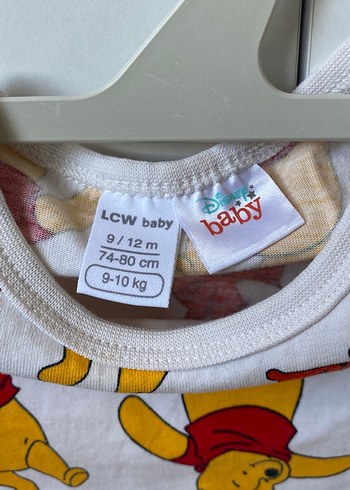 LCW baby
9 / 12 m
74-80 cm
9-10 kg
Disney
baby